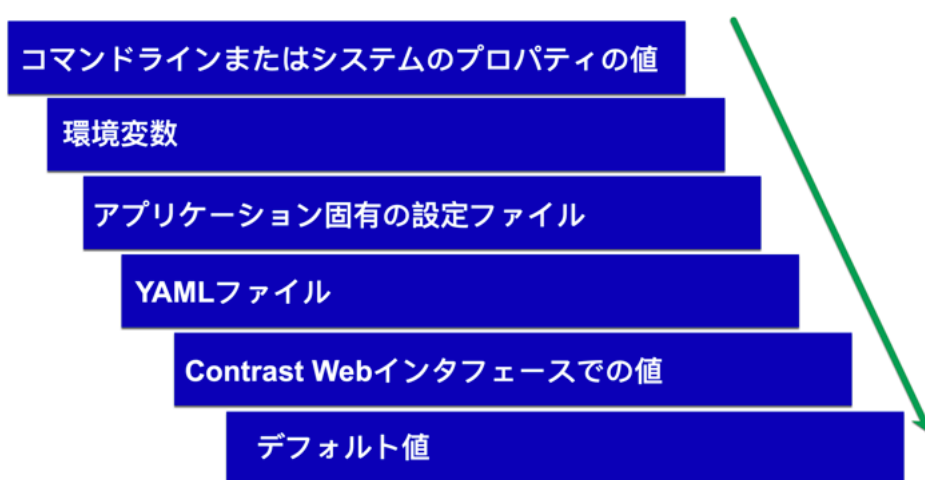 コマンドラインまたはシステムのプロパティの値
環境変数
アプリケーション固有の設定ファイル
YAMLファイル
Contrast Webインタフェースでの値
デフォルト値